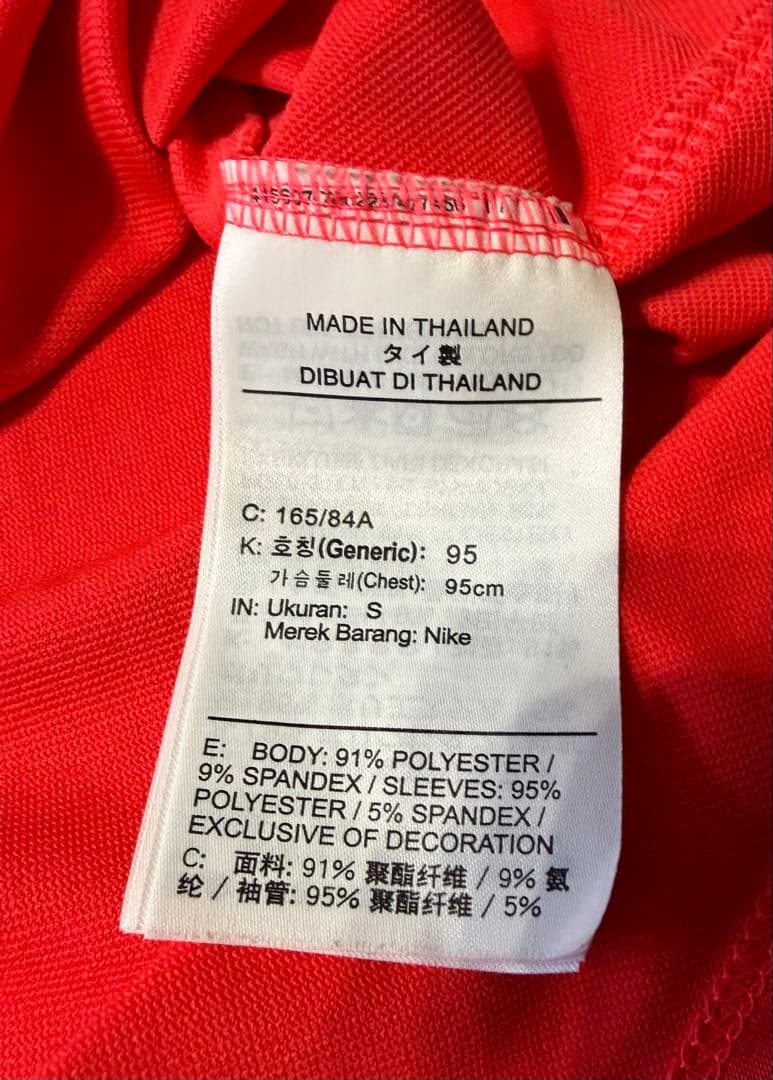 MADE IN THAILAND
タイ製
DIBUAT DI THAILAND
C: 165/84A
K: 호칭(Generic): 95
가슴둘레(Chest): 95cm
IN: Ukuran: S
Merek Barang: Nike
E: BODY: 91% POLYESTER /
9% SPANDEX / SLEEVES: 95%
POLYESTER / 5% SPANDEX /
EXCLUSIVE OF DECORATION
C: 面料: 91% 聚酯纤维 / 9% 氨
纶 / 袖管: 95% 聚酯纤维 / 5%